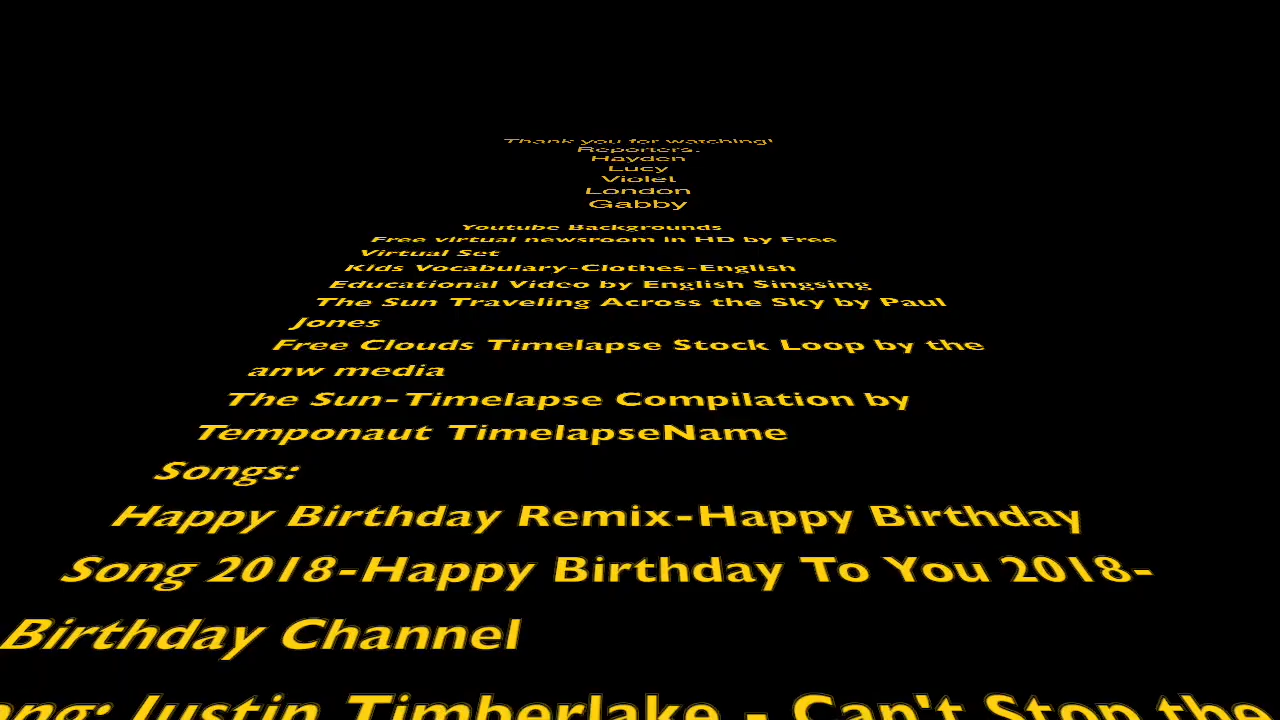 Thank you for watching!
Reporters:
Hayden
Lucy
Violet
London
Gabby
Youtube Backgrounds
Free virtual newsroom in HD by Free
Virtual Set
Kids Vocabulary-Clothes-English
Educational Video by English Singsing
The Sun Traveling Across the Sky by Paul
Jones
Free Clouds Timelapse Stock Loop by the
anw media
The Sun-Timelapse Compilation by
Temponaut TimelapseName
Songs:
Happy Birthday Remix-Happy Birthday
Song 2018-Happy Birthday To You 2018-
Birthday Channel
ong: Justin Timberlake - Can't Stop the